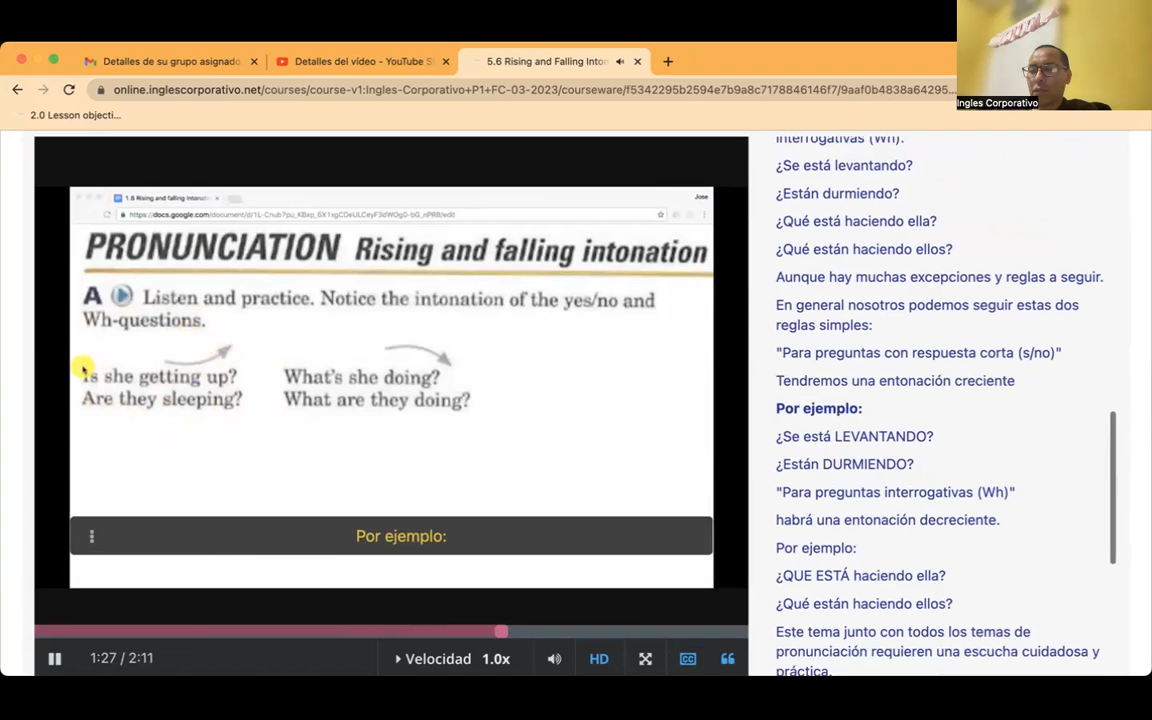 Detalles de su grupo asignado
Detalles del vídeo - YouTube S
5.6 Rising and Falling Inton
online.inglescorporativo.net/courses/course-v1:Ingles-Corporativo+P1+FC-03-2023/courseware/f5342295b2594e7b9a8c7178846146f7/9aaf0b4838a64295...
2.0 Lesson objecti...
Ingles Corporativo
1.6 Rising and falling intonati
Jose
PRONUNCIATION Rising and falling intonation
A Listen and practice. Notice the intonation of the yes/no and
Wh-questions.
Is she getting up? What's she doing?
Are they sleeping? What are they doing?
Por ejemplo:
1:27 / 2:11
Velocidad 1.0x
HD
CC
interrogativas (Wh).
¿Se está levantando?
¿Están durmiendo?
¿Qué está haciendo ella?
¿Qué están haciendo ellos?
Aunque hay muchas excepciones y reglas a seguir.
En general nosotros podemos seguir estas dos
reglas simples:
"Para preguntas con respuesta corta (s/no)"
Tendremos una entonación creciente
Por ejemplo:
¿Se está LEVANTANDO?
¿Están DURMIENDO?
"Para preguntas interrogativas (Wh)"
habrá una entonación decreciente.
Por ejemplo:
¿QUE ESTÁ haciendo ella?
¿Qué están haciendo ellos?
Este tema junto con todos los temas de
pronunciación requieren una escucha cuidadosa y
práctica.